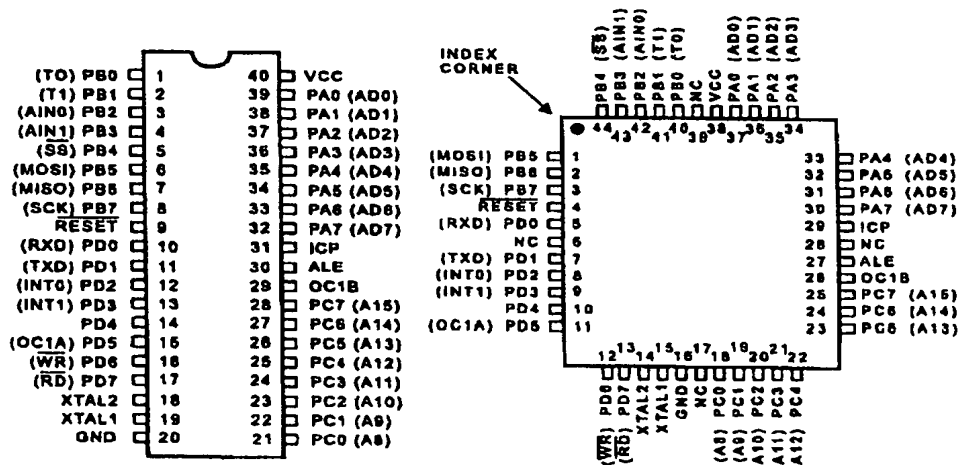 (T0) PB0 1 40 VCC
(T1) PB1 2 39 PA0 (AD0)
(AIN0) PB2 3 38 PA1 (AD1)
(AIN1) PB3 4 37 PA2 (AD2)
(SS) PB4 5 36 PA3 (AD3)
(MOSI) PB5 6 35 PA4 (AD4)
(MISO) PB6 7 34 PA5 (AD5)
(SCK) PB7 8 33 PA6 (AD6)
RESET 9 32 PA7 (AD7)
(RXD) PD0 10 31 ICP
(TXD) PD1 11 30 ALE
(INT0) PD2 12 29 OC1B
(INT1) PD3 13 28 PC7 (A15)
PD4 14 27 PC6 (A14)
(OC1A) PD5 15 26 PC5 (A13)
(WR) PD6 16 25 PC4 (A12)
(RD) PD7 17 24 PC3 (A11)
XTAL2 18 23 PC2 (A10)
XTAL1 19 22 PC1 (A9)
GND 20 21 PC0 (A8)
INDEX
CORNER
PB4 (SS)
PB3 (AIN1)
PB2 (AIN0)
PB1 (T1)
PB0 (T0)
NC
VCC
PA0 (AD0)
PA1 (AD1)
PA2 (AD2)
PA3 (AD3)
44 43 42 41 40 39 38 37 36 35 34
(MOSI) PB5 1 33 PA4 (AD4)
(MISO) PB6 2 32 PA5 (AD5)
(SCK) PB7 3 31 PA6 (AD6)
RESET 4 30 PA7 (AD7)
(RXD) PD0 5 29 ICP
NC 6 28 NC
(TXD) PD1 7 27 ALE
(INT0) PD2 8 26 OC1B
(INT1) PD3 9 25 PC7 (A15)
PD4 10 24 PC6 (A14)
(OC1A) PD5 11 23 PC5 (A13)
12 13 14 15 16 17 18 19 20 21 22
(WR) PD6
(RD) PD7
XTAL2
XTAL1
GND
NC
(A8) PC0
(A9) PC1
(A10) PC2
(A11) PC3
(A12) PC4